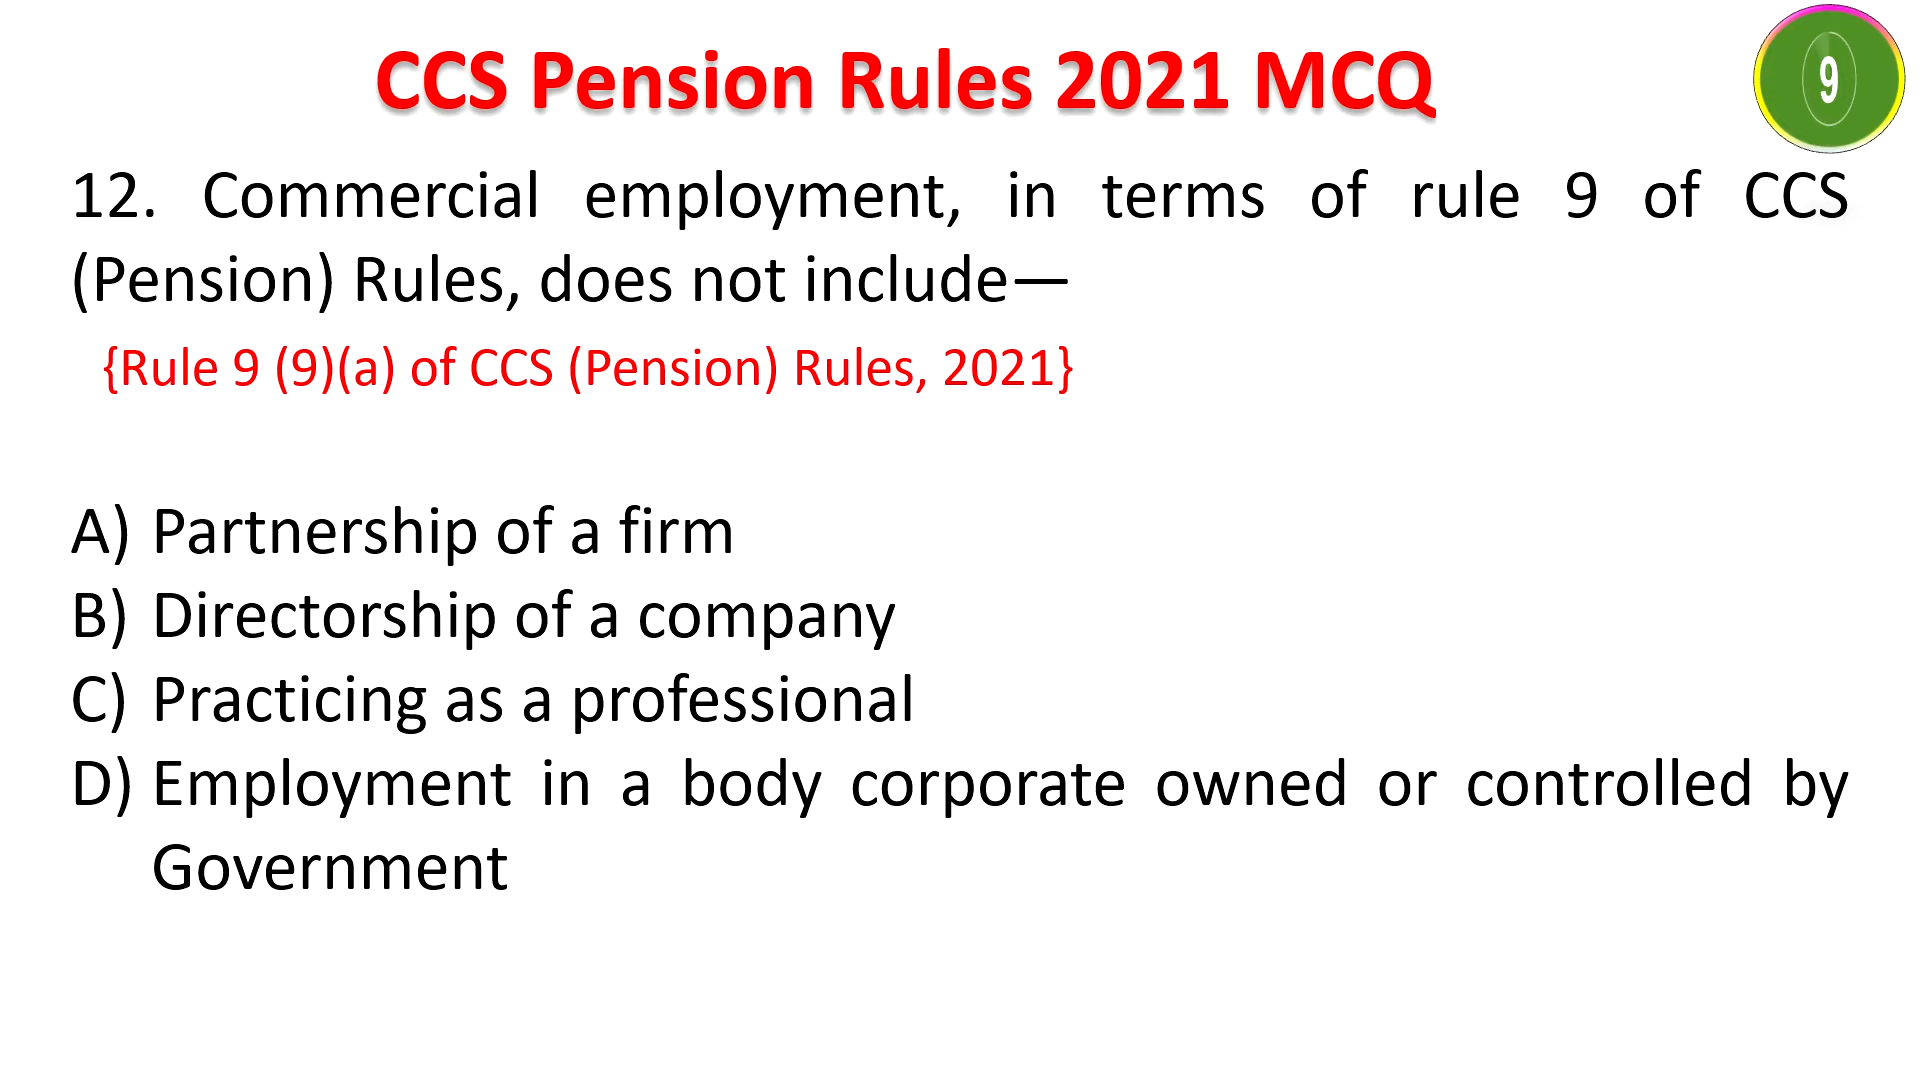 CCS Pension Rules 2021 MCQ
9
12. Commercial employment, in terms of rule 9 of CCS
(Pension) Rules, does not include—
{Rule 9 (9)(a) of CCS (Pension) Rules, 2021}
A) Partnership of a firm
B) Directorship of a company
C) Practicing as a professional
D) Employment in a body corporate owned or controlled by
Government